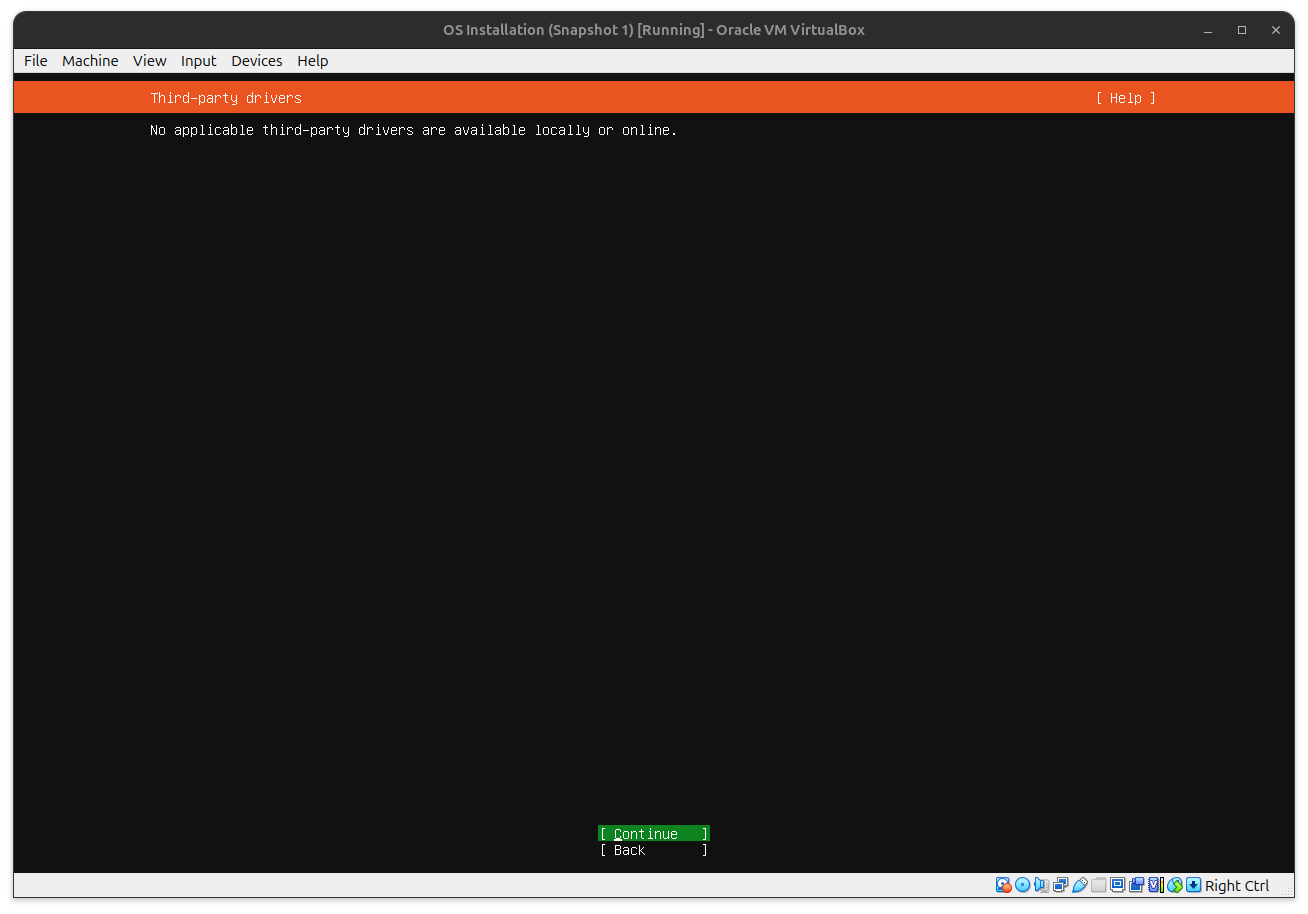 OS Installation (Snapshot 1) [Running] - Oracle VM VirtualBox
File Machine View Input Devices Help
Third-party drivers [ Help ]
No applicable third-party drivers are available locally or online.
[ Continue ]
[ Back ]
Right Ctrl